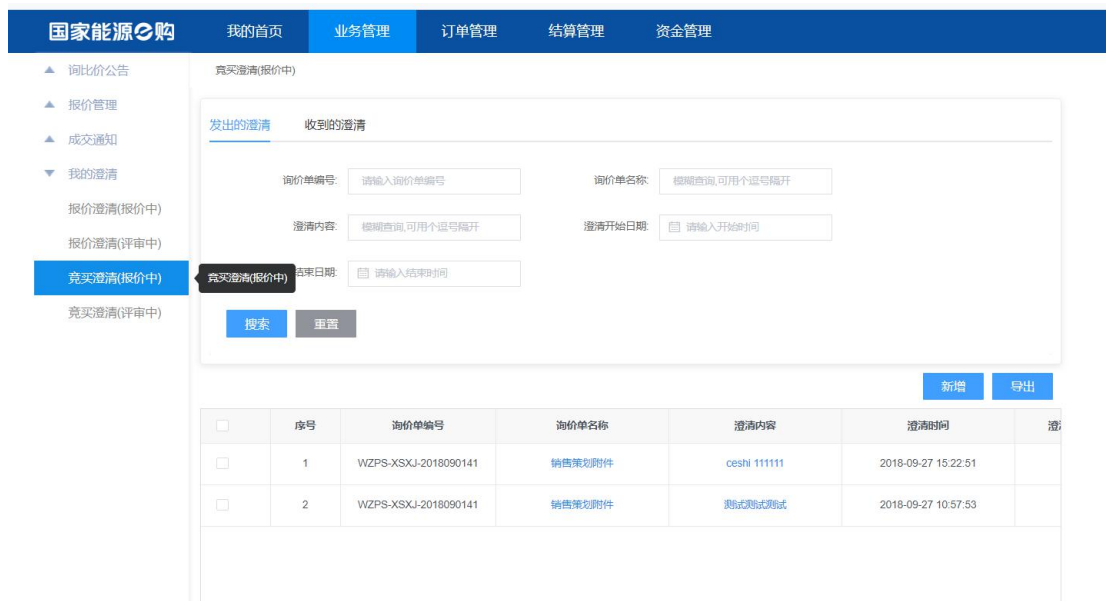 国家能源e购 我的首页 业务管理 订单管理 结算管理 资金管理
询比价公告
报价管理
成交通知
我的澄清
报价澄清(报价中)
报价澄清(评审中)
竞买澄清(报价中)
竞买澄清(评审中)
竞买澄清(报价中)
竞买澄清(报价中)
发出的澄清 收到的澄清
询价单编号: 请输入询价单编号 询价单名称: 模糊查询,可用个逗号隔开
澄清内容: 模糊查询,可用个逗号隔开 澄清开始日期: 请输入开始时间
结束日期: 请输入结束时间
搜索 重置
新增 导出
序号 询价单编号 询价单名称 澄清内容 澄清时间
1 WZPS-XSXJ-2018090141 销售策划附件 ceshi 111111 2018-09-27 15:22:51
2 WZPS-XSXJ-2018090141 销售策划附件 测试测试测试 2018-09-27 10:57:53